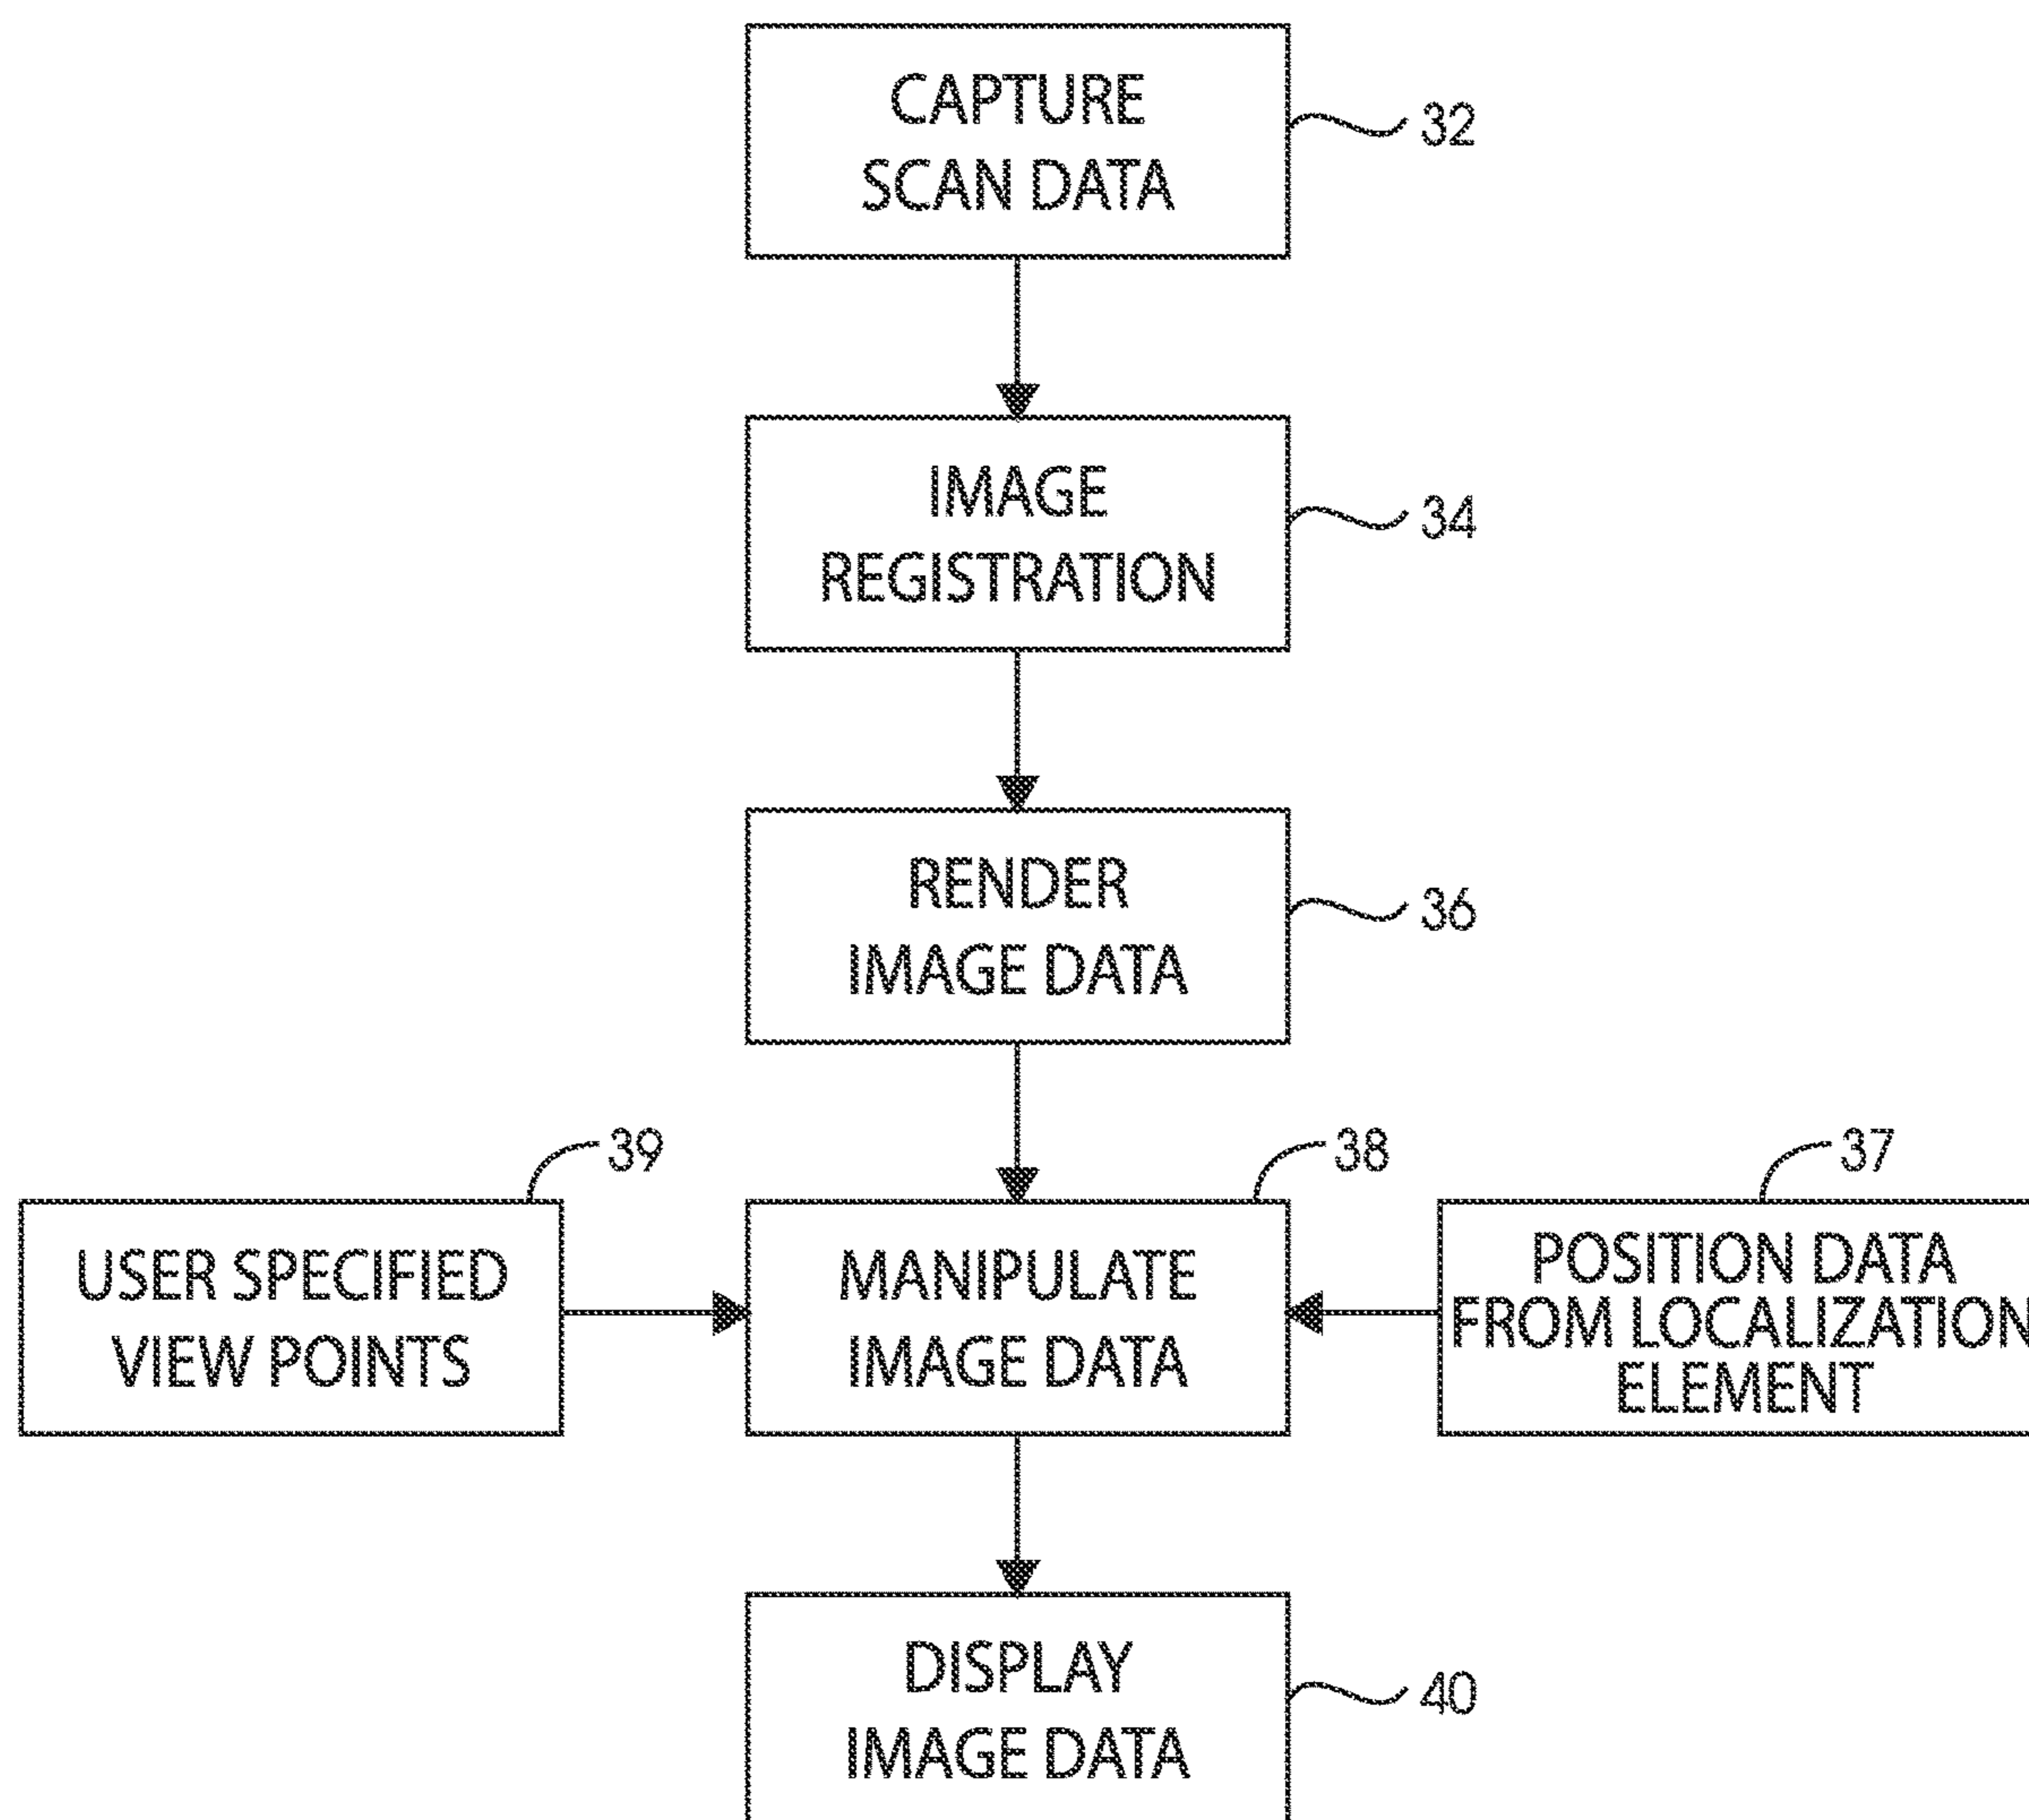 CAPTURE
SCAN DATA
32
IMAGE
REGISTRATION
34
RENDER
IMAGE DATA
36
39
38
37
USER SPECIFIED
VIEW POINTS
MANIPULATE
IMAGE DATA
POSITION DATA
FROM LOCALIZATION
ELEMENT
DISPLAY
IMAGE DATA
40